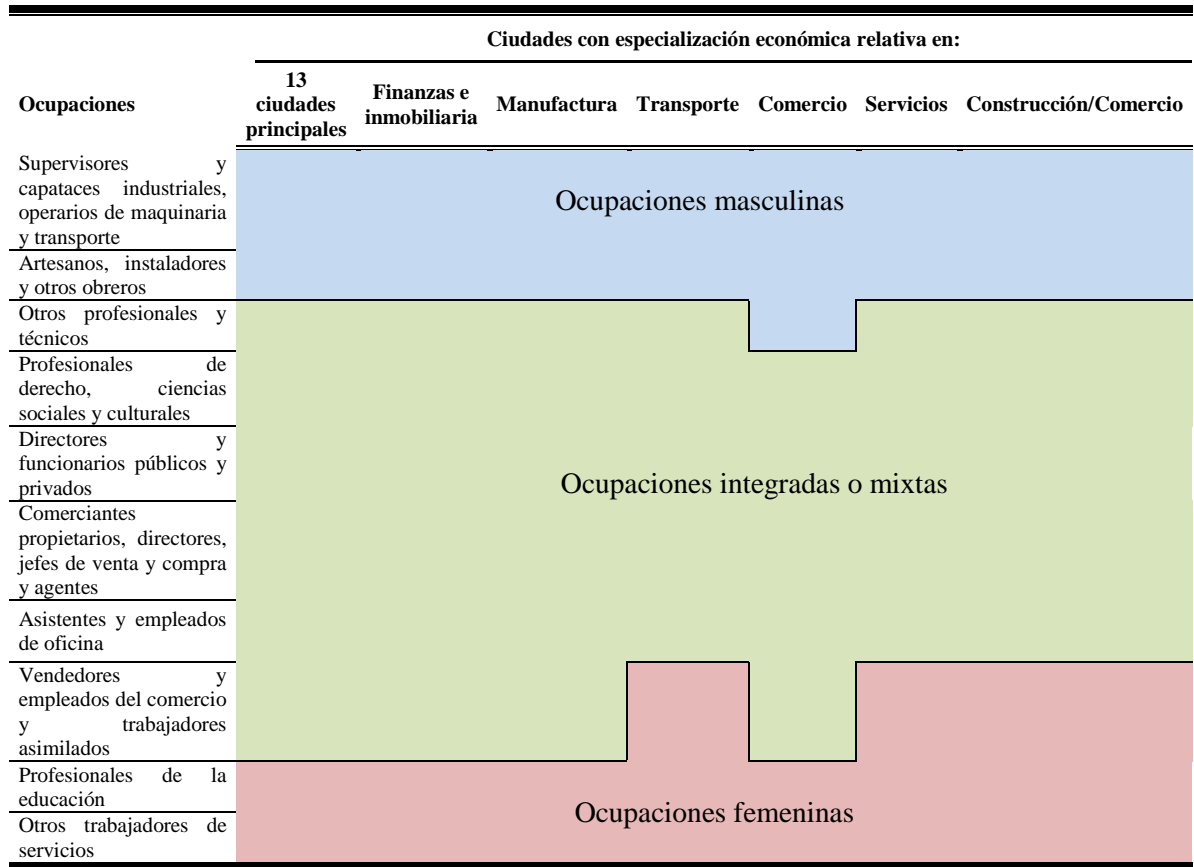 Ciudades con especialización económica relativa en:
Ocupaciones
13
ciudades
principales
Finanzas e
inmobiliaria
Manufactura
Transporte
Comercio
Servicios
Construcción/Comercio
Supervisores y
capataces industriales,
operarios de maquinaria
y transporte
Ocupaciones masculinas
Artesanos, instaladores
y otros obreros
Otros profesionales y
técnicos
Profesionales de
derecho, ciencias
sociales y culturales
Directores y
funcionarios públicos y
privados
Ocupaciones integradas o mixtas
Comerciantes
propietarios, directores,
jefes de venta y compra
y agentes
Asistentes y empleados
de oficina
Vendedores y
empleados del comercio
y trabajadores
asimilados
Profesionales de la
educación
Ocupaciones femeninas
Otros trabajadores de
servicios